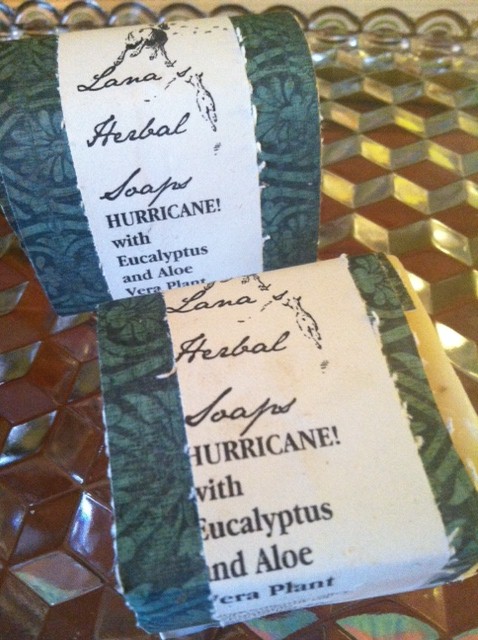 Lana's
Herbal
Soaps
HURRICANE!
with
Eucalyptus
and Aloe
Vera Plant
Lana's
Herbal
Soaps
HURRICANE!
with
Eucalyptus
and Aloe
Vera Plant